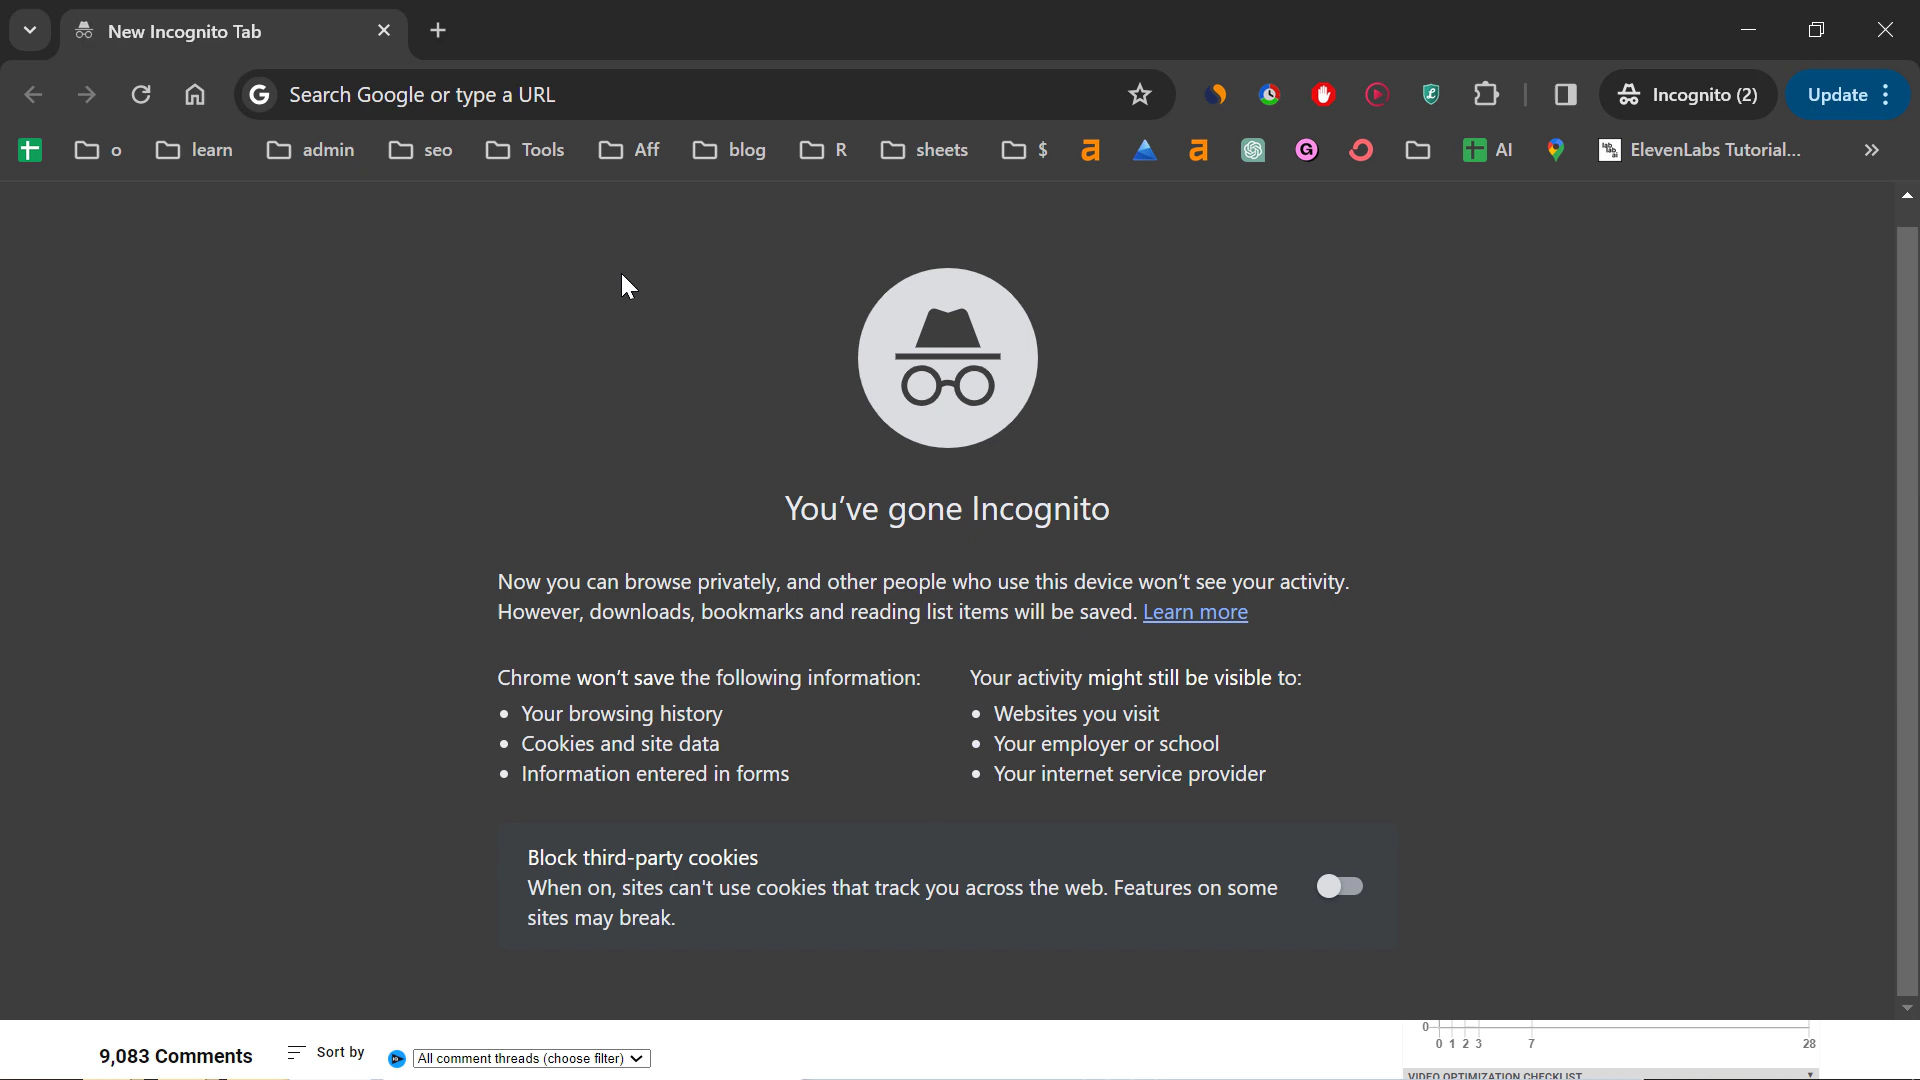 New Incognito Tab
Search Google or type a URL
Incognito (2)
Update
o learn admin seo Tools Aff blog R sheets $ AI ElevenLabs Tutorial...
You've gone Incognito
Now you can browse privately, and other people who use this device won't see your activity.
However, downloads, bookmarks and reading list items will be saved. Learn more
Chrome won't save the following information:
• Your browsing history
• Cookies and site data
• Information entered in forms
Your activity might still be visible to:
• Websites you visit
• Your employer or school
• Your internet service provider
Block third-party cookies
When on, sites can't use cookies that track you across the web. Features on some
sites may break.
9,083 Comments
Sort by
All comment threads (choose filter)
0
0 1 2 3 7 28
VIDEO OPTIMIZATION CHECKLIST